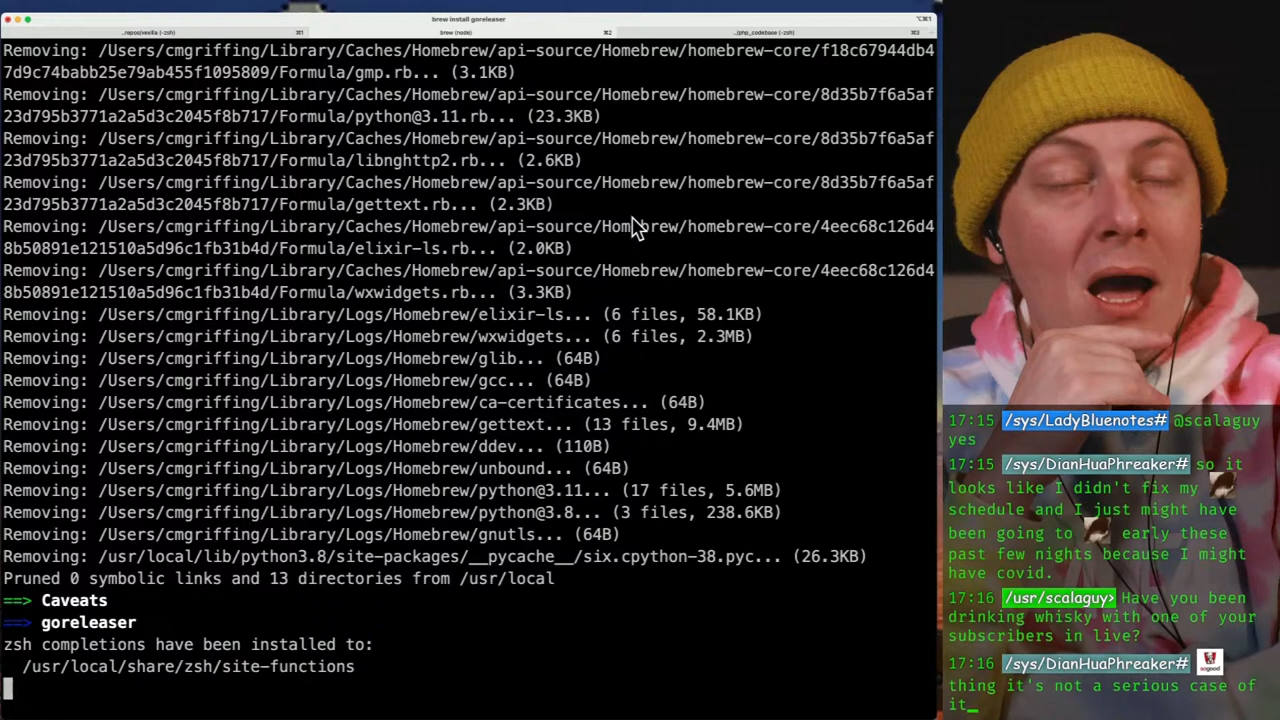 brew install goreleaser
⌥⌘1
..repos/vexilla (-zsh)
⌘1
brew (node)
⌘2
../php_codebase (-zsh)
⌘3
Removing: /Users/cmgriffing/Library/Caches/Homebrew/api-source/Homebrew/homebrew-core/f18c67944db4
7d9c74babb25e79ab455f1095809/Formula/gmp.rb... (3.1KB)
Removing: /Users/cmgriffing/Library/Caches/Homebrew/api-source/Homebrew/homebrew-core/8d35b7f6a5af
23d795b3771a2a5d3c2045f8b717/Formula/python@3.11.rb... (23.3KB)
Removing: /Users/cmgriffing/Library/Caches/Homebrew/api-source/Homebrew/homebrew-core/8d35b7f6a5af
23d795b3771a2a5d3c2045f8b717/Formula/libnghttp2.rb... (2.6KB)
Removing: /Users/cmgriffing/Library/Caches/Homebrew/api-source/Homebrew/homebrew-core/8d35b7f6a5af
23d795b3771a2a5d3c2045f8b717/Formula/gettext.rb... (2.3KB)
Removing: /Users/cmgriffing/Library/Caches/Homebrew/api-source/Homebrew/homebrew-core/4eec68c126d4
8b50891e121510a5d96c1fb31b4d/Formula/elixir-ls.rb... (2.0KB)
Removing: /Users/cmgriffing/Library/Caches/Homebrew/api-source/Homebrew/homebrew-core/4eec68c126d4
8b50891e121510a5d96c1fb31b4d/Formula/wxwidgets.rb... (3.3KB)
Removing: /Users/cmgriffing/Library/Logs/Homebrew/elixir-ls... (6 files, 58.1KB)
Removing: /Users/cmgriffing/Library/Logs/Homebrew/wxwidgets... (6 files, 2.3MB)
Removing: /Users/cmgriffing/Library/Logs/Homebrew/glib... (64B)
Removing: /Users/cmgriffing/Library/Logs/Homebrew/gcc... (64B)
Removing: /Users/cmgriffing/Library/Logs/Homebrew/ca-certificates... (64B)
Removing: /Users/cmgriffing/Library/Logs/Homebrew/gettext... (13 files, 9.4MB)
Removing: /Users/cmgriffing/Library/Logs/Homebrew/ddev... (110B)
Removing: /Users/cmgriffing/Library/Logs/Homebrew/unbound... (64B)
Removing: /Users/cmgriffing/Library/Logs/Homebrew/python@3.11... (17 files, 5.6MB)
Removing: /Users/cmgriffing/Library/Logs/Homebrew/python@3.8... (3 files, 238.6KB)
Removing: /Users/cmgriffing/Library/Logs/Homebrew/gnutls... (64B)
Removing: /usr/local/lib/python3.8/site-packages/__pycache__/six.cpython-38.pyc... (26.3KB)
Pruned 0 symbolic links and 13 directories from /usr/local
==> Caveats
==> goreleaser
zsh completions have been installed to:
/usr/local/share/zsh/site-functions
17:15 /sys/LadyBluenotes# @scalaguy
yes
17:15 /sys/DianHuaPhreaker# so it
looks like I didn't fix my
schedule and I just might have
been going to early these
past few nights because I might
have covid.
17:16 /usr/scalaguy> Have you been
drinking whisky with one of your
subscribers in live?
17:16 /sys/DianHuaPhreaker#
sogood
thing it's not a serious case of
it_